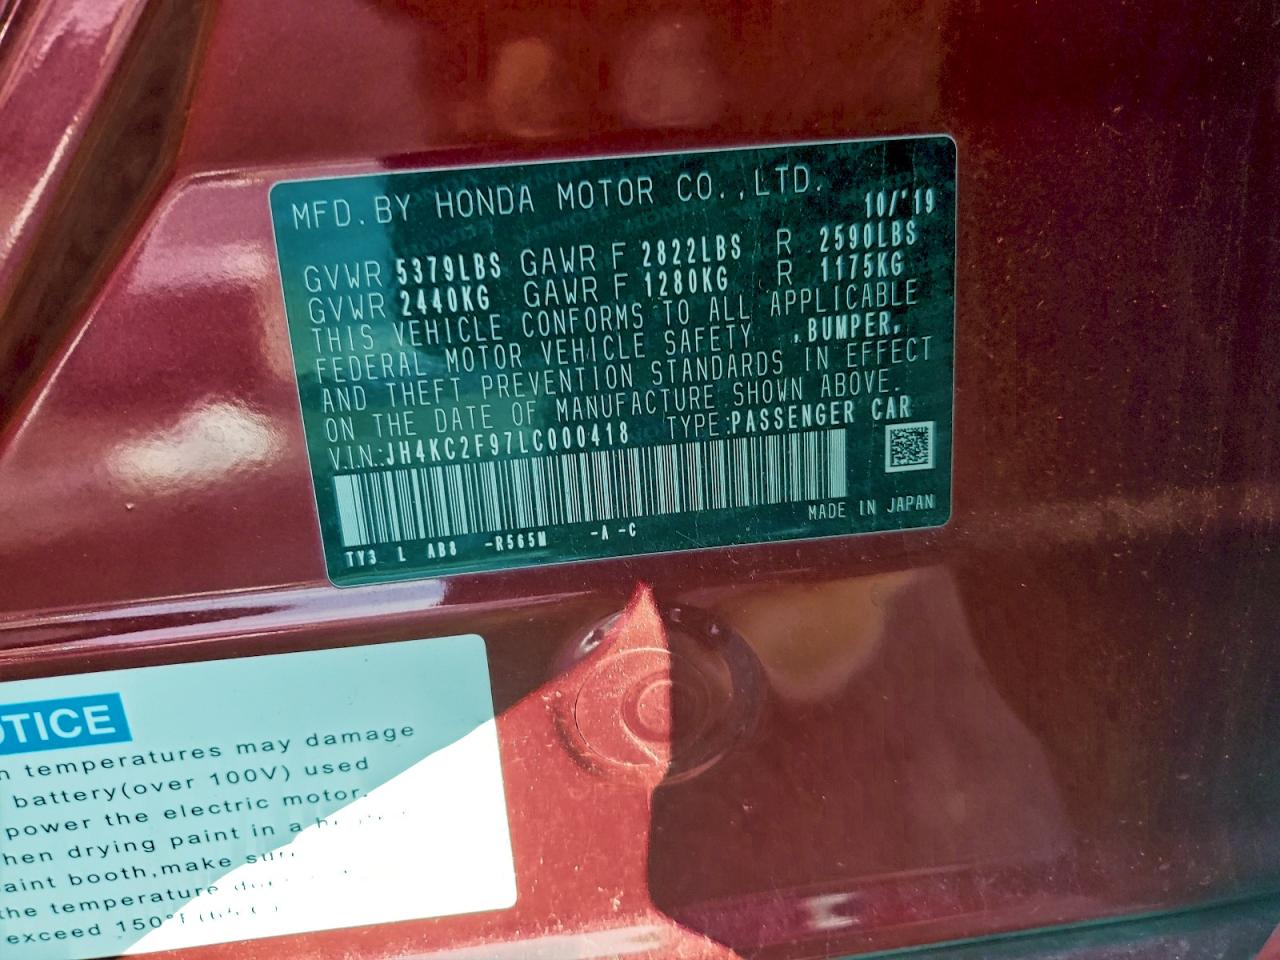 MFD.BY HONDA MOTOR CO.,LTD.
10/'19
GVWR 5379LBS GAWR F 2822LBS R 2590LBS
GVWR 2440KG GAWR F 1280KG R 1175KG
THIS VEHICLE CONFORMS TO ALL APPLICABLE
FEDERAL MOTOR VEHICLE SAFETY ,BUMPER,
AND THEFT PREVENTION STANDARDS IN EFFECT
ON THE DATE OF MANUFACTURE SHOWN ABOVE.
V.I.N.:JH4KC2F97LC000418 TYPE:PASSENGER CAR
MADE IN JAPAN
TY3 L AB8 -R565M -A -C
OTICE
n temperatures may damage
battery(over 100V) used
power the electric motor.
hen drying paint in a
aint booth,make sure
the temperature
exceed 150°F